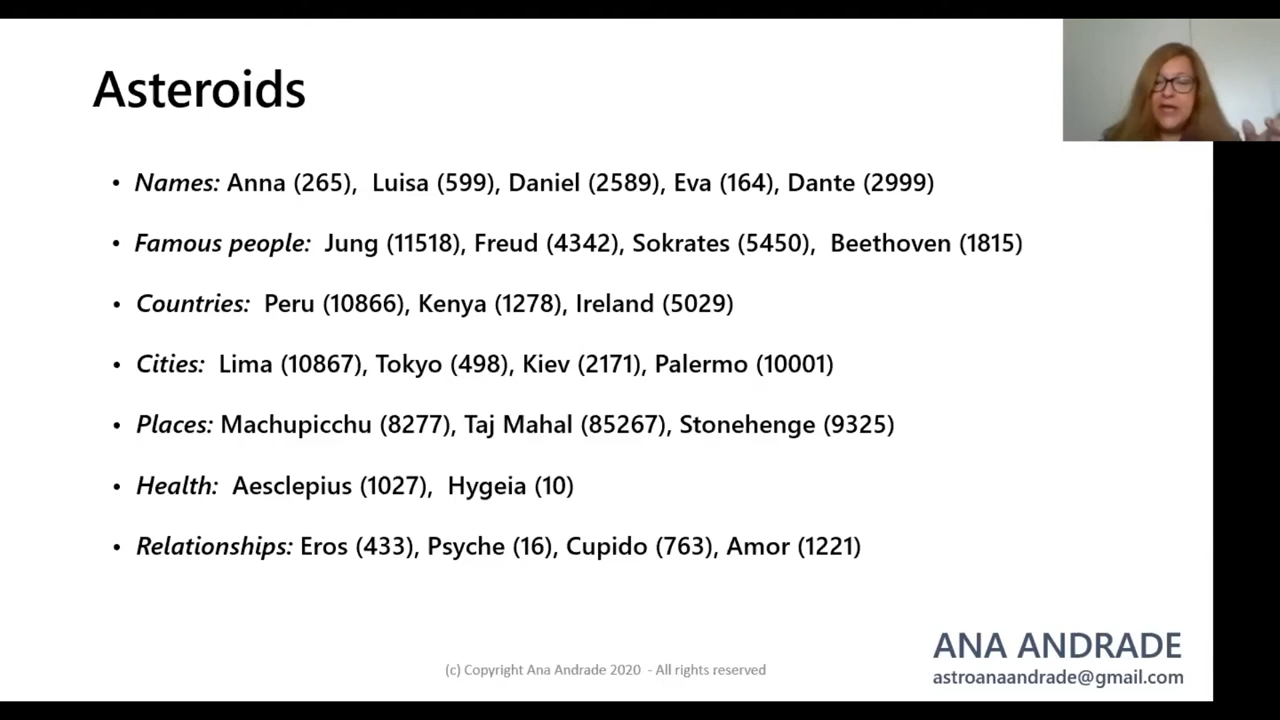 Asteroids
• Names: Anna (265), Luisa (599), Daniel (2589), Eva (164), Dante (2999)
• Famous people: Jung (11518), Freud (4342), Sokrates (5450), Beethoven (1815)
• Countries: Peru (10866), Kenya (1278), Ireland (5029)
• Cities: Lima (10867), Tokyo (498), Kiev (2171), Palermo (10001)
• Places: Machupicchu (8277), Taj Mahal (85267), Stonehenge (9325)
• Health: Aesclepius (1027), Hygeia (10)
• Relationships: Eros (433), Psyche (16), Cupido (763), Amor (1221)
(c) Copyright Ana Andrade 2020 - All rights reserved
ANA ANDRADE
astroanaandrade@gmail.com